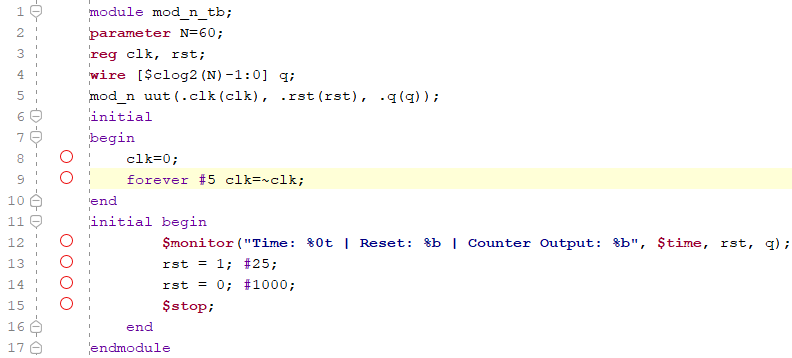 1 module mod_n_tb;
2 parameter N=60;
3 reg clk, rst;
4 wire [$clog2(N)-1:0] q;
5 mod_n uut(.clk(clk), .rst(rst), .q(q));
6 initial
7 begin
8 clk=0;
9 forever #5 clk=~clk;
10 end
11 initial begin
12 $monitor("Time: %0t | Reset: %b | Counter Output: %b", $time, rst, q);
13 rst = 1; #25;
14 rst = 0; #1000;
15 $stop;
16 end
17 endmodule